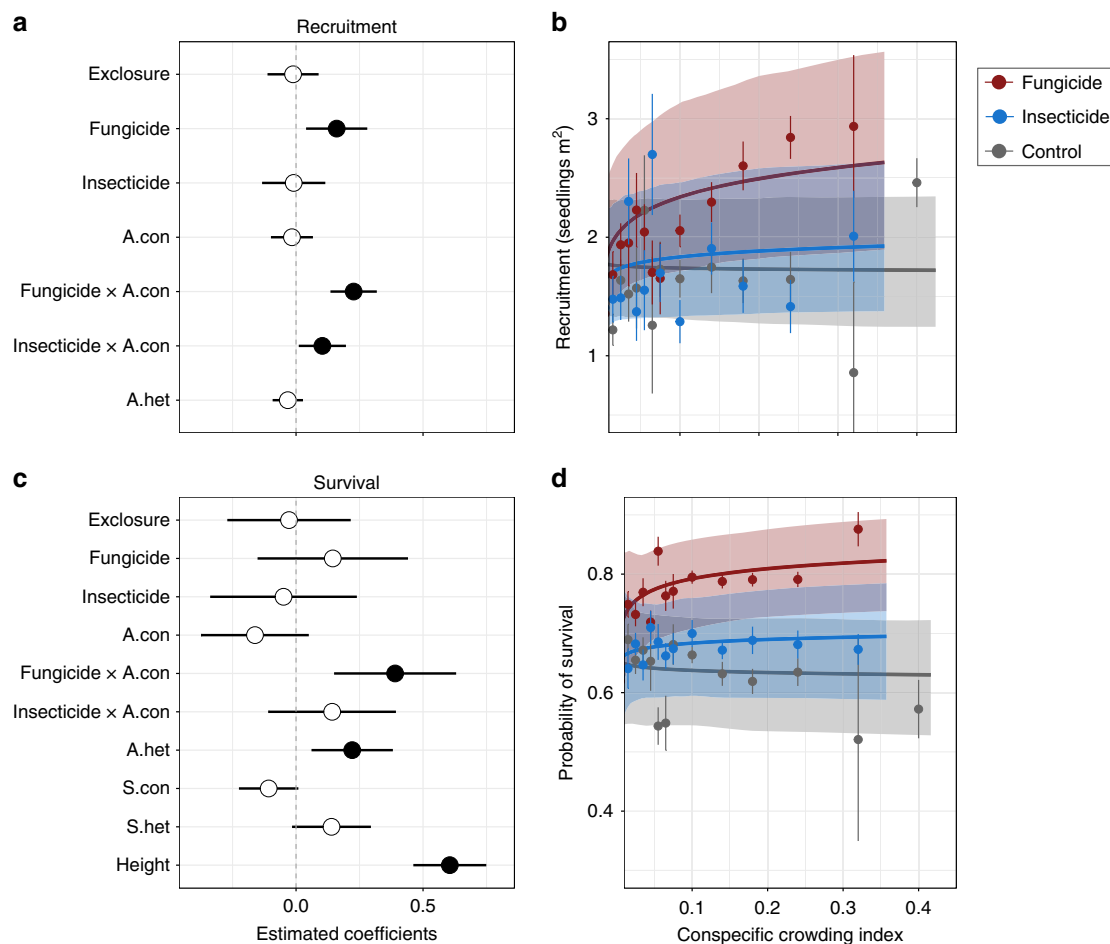 a
Recruitment
Exclosure
Fungicide
Insecticide
A.con
Fungicide × A.con
Insecticide × A.con
A.het
b
3
2
1
Recruitment (seedlings m²)
Fungicide
Insecticide
Control
c
Survival
Exclosure
Fungicide
Insecticide
A.con
Fungicide × A.con
Insecticide × A.con
A.het
S.con
S.het
Height
0.0 0.5
Estimated coefficients
d
0.8
0.6
0.4
Probability of survival
0.1 0.2 0.3 0.4
Conspecific crowding index